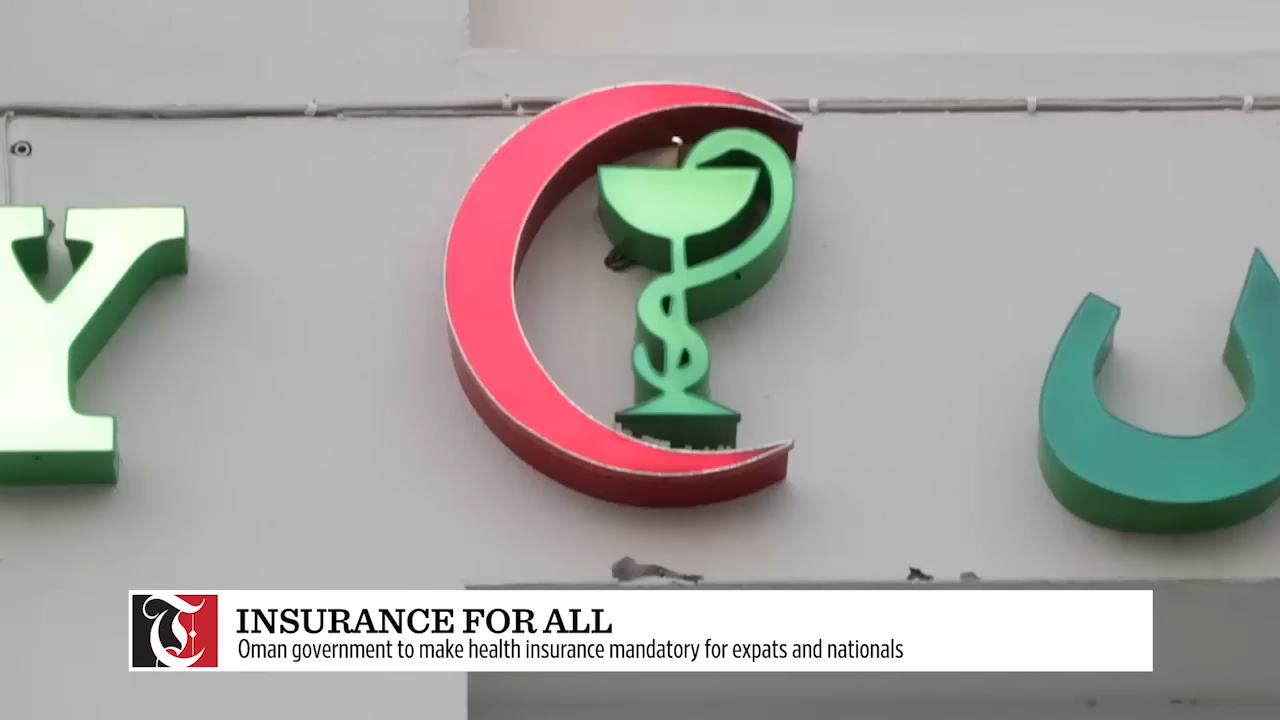 Y
INSURANCE FOR ALL
Oman government to make health insurance mandatory for expats and nationals